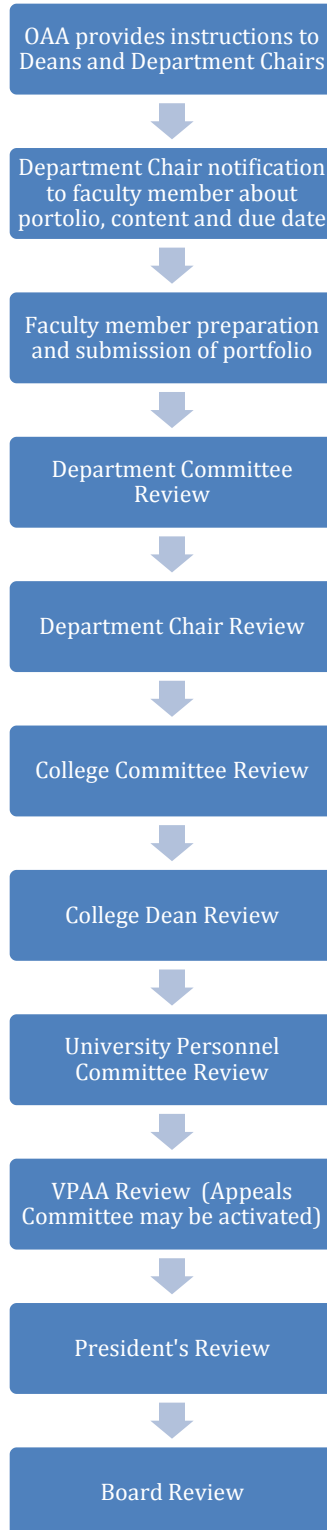 OAA provides instructions to
Deans and Department Chairs
Department Chair notification
to faculty member about
portolio, content and due date
Faculty member preparation
and submission of portfolio
Department Committee
Review
Department Chair Review
College Committee Review
College Dean Review
University Personnel
Committee Review
VPAA Review  (Appeals
Committee may be activated)
President's Review
Board Review